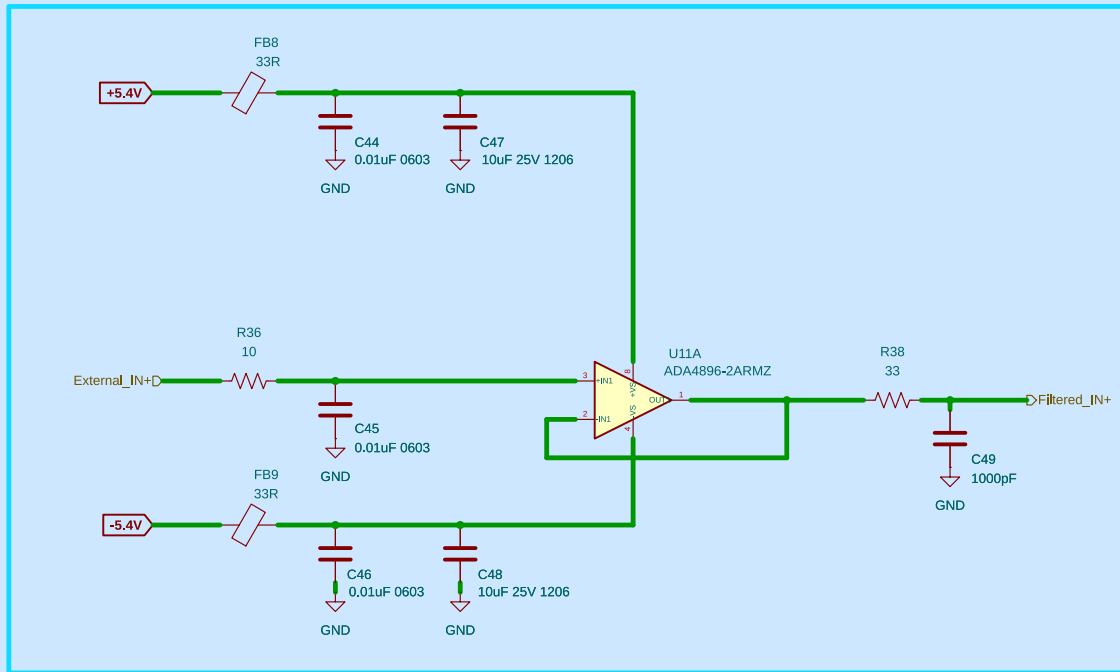 FB8
33R
+5.4V
C44
0.01uF 0603
GND
C47
10uF 25V 1206
GND
R36
10
External_IN+
C45
0.01uF 0603
GND
3
+IN1
2
-IN1
8
+VS
-VS
4
OUT
1
U11A
ADA4896-2ARMZ
R38
33
Filtered_IN+
C49
1000pF
GND
FB9
33R
-5.4V
C46
0.01uF 0603
GND
C48
10uF 25V 1206
GND